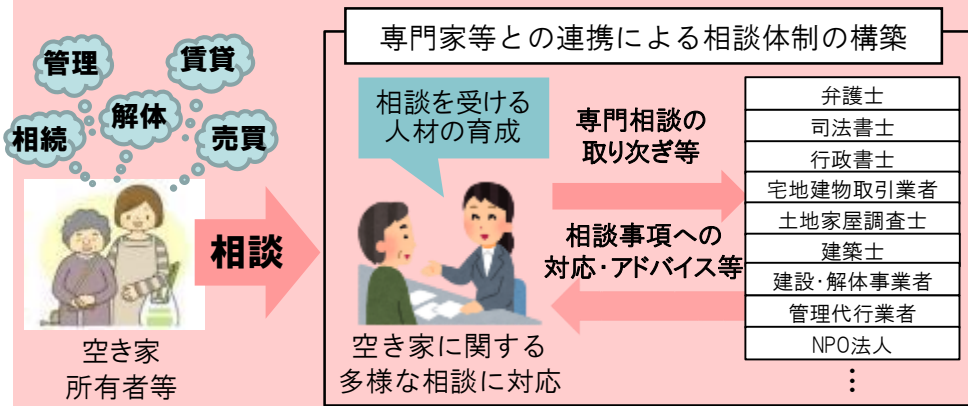 管理
賃貸
相続
解体
売買
相談
空き家
所有者等
専門家等との連携による相談体制の構築
相談を受ける
人材の育成
専門相談の
取り次ぎ等
相談事項への
対応・アドバイス等
空き家に関する
多様な相談に対応
弁護士
司法書士
行政書士
宅地建物取引業者
土地家屋調査士
建築士
建設・解体事業者
管理代行業者
NPO法人
⋮